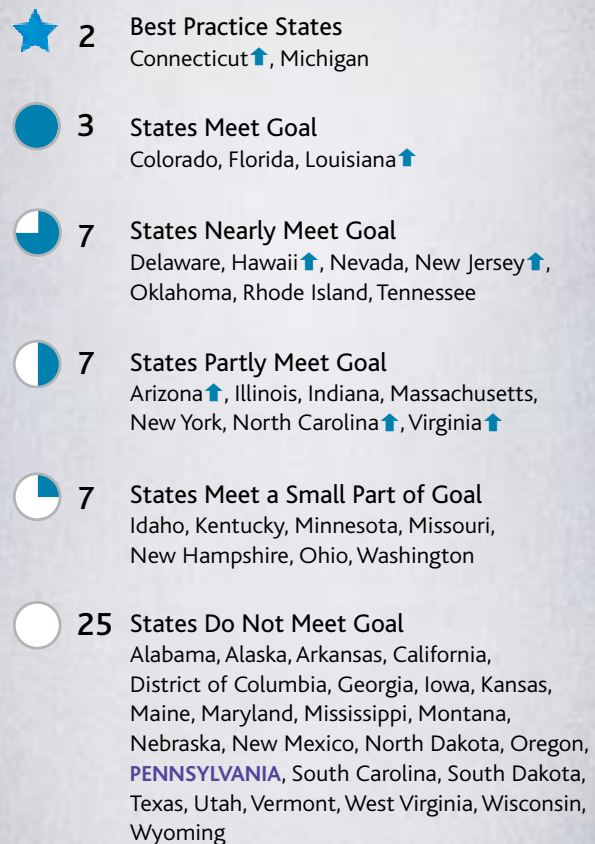 2 Best Practice States
Connecticut⬆, Michigan
3 States Meet Goal
Colorado, Florida, Louisiana⬆
7 States Nearly Meet Goal
Delaware, Hawaii⬆, Nevada, New Jersey⬆,
Oklahoma, Rhode Island, Tennessee
7 States Partly Meet Goal
Arizona⬆, Illinois, Indiana, Massachusetts,
New York, North Carolina⬆, Virginia⬆
7 States Meet a Small Part of Goal
Idaho, Kentucky, Minnesota, Missouri,
New Hampshire, Ohio, Washington
25 States Do Not Meet Goal
Alabama, Alaska, Arkansas, California,
District of Columbia, Georgia, Iowa, Kansas,
Maine, Maryland, Mississippi, Montana,
Nebraska, New Mexico, North Dakota, Oregon,
PENNSYLVANIA, South Carolina, South Dakota,
Texas, Utah, Vermont, West Virginia, Wisconsin,
Wyoming